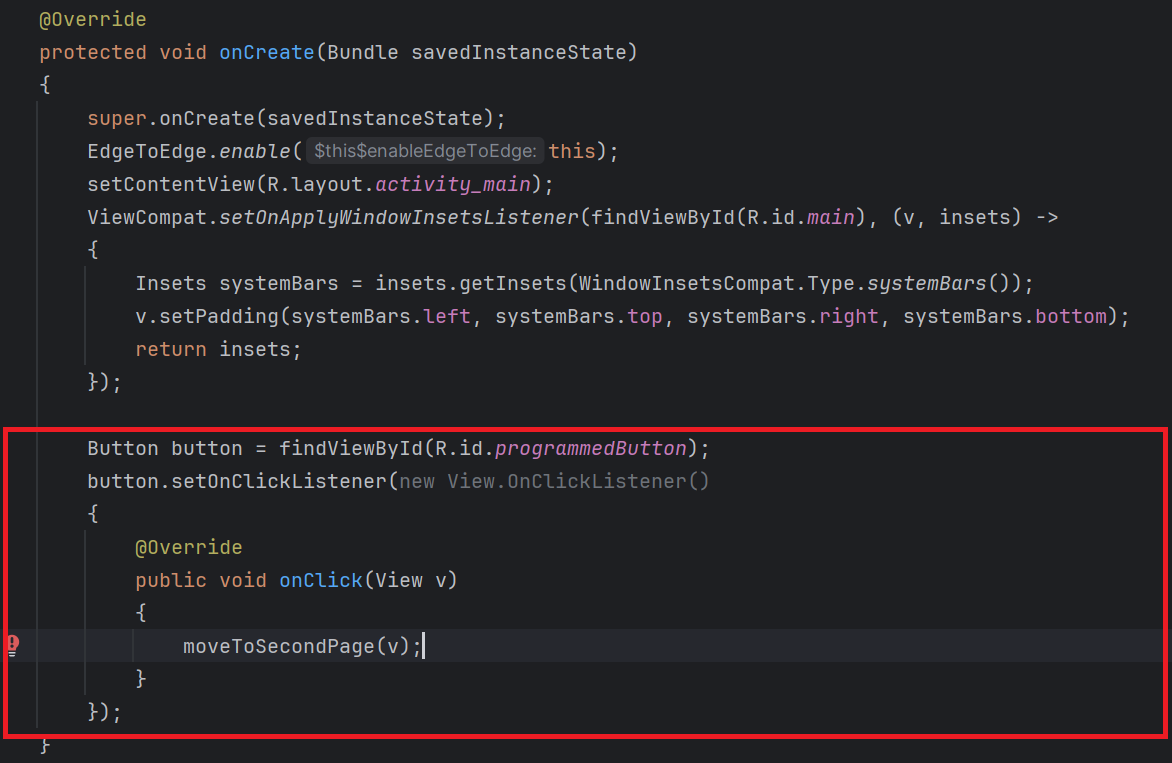 @Override
protected void onCreate(Bundle savedInstanceState)
{
super.onCreate(savedInstanceState);
EdgeToEdge.enable( $this$enableEdgeToEdge: this);
setContentView(R.layout.activity_main);
ViewCompat.setOnApplyWindowInsetsListener(findViewById(R.id.main), (v, insets) ->
{
Insets systemBars = insets.getInsets(WindowInsetsCompat.Type.systemBars());
v.setPadding(systemBars.left, systemBars.top, systemBars.right, systemBars.bottom);
return insets;
});
Button button = findViewById(R.id.programmedButton);
button.setOnClickListener(new View.OnClickListener()
{
@Override
public void onClick(View v)
{
moveToSecondPage(v);
}
});
}